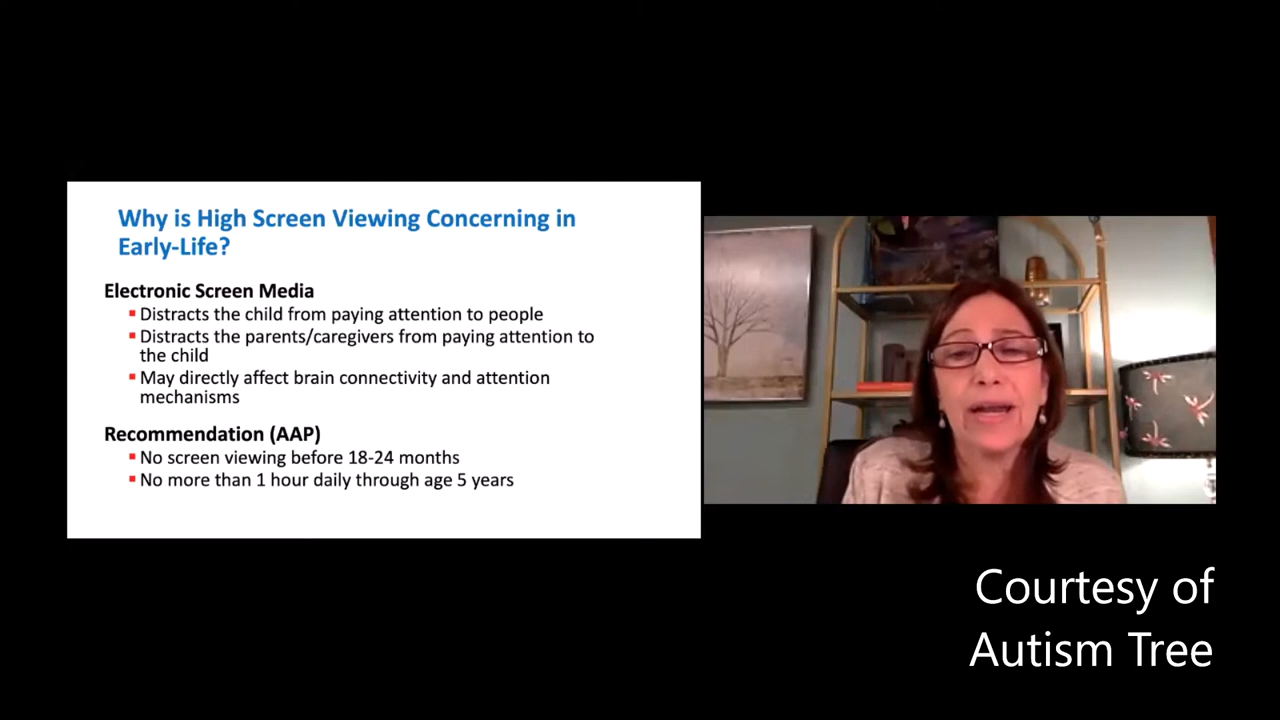 Why is High Screen Viewing Concerning in
Early-Life?
Electronic Screen Media
▪ Distracts the child from paying attention to people
▪ Distracts the parents/caregivers from paying attention to
the child
▪ May directly affect brain connectivity and attention
mechanisms
Recommendation (AAP)
▪ No screen viewing before 18-24 months
▪ No more than 1 hour daily through age 5 years
Courtesy of
Autism Tree